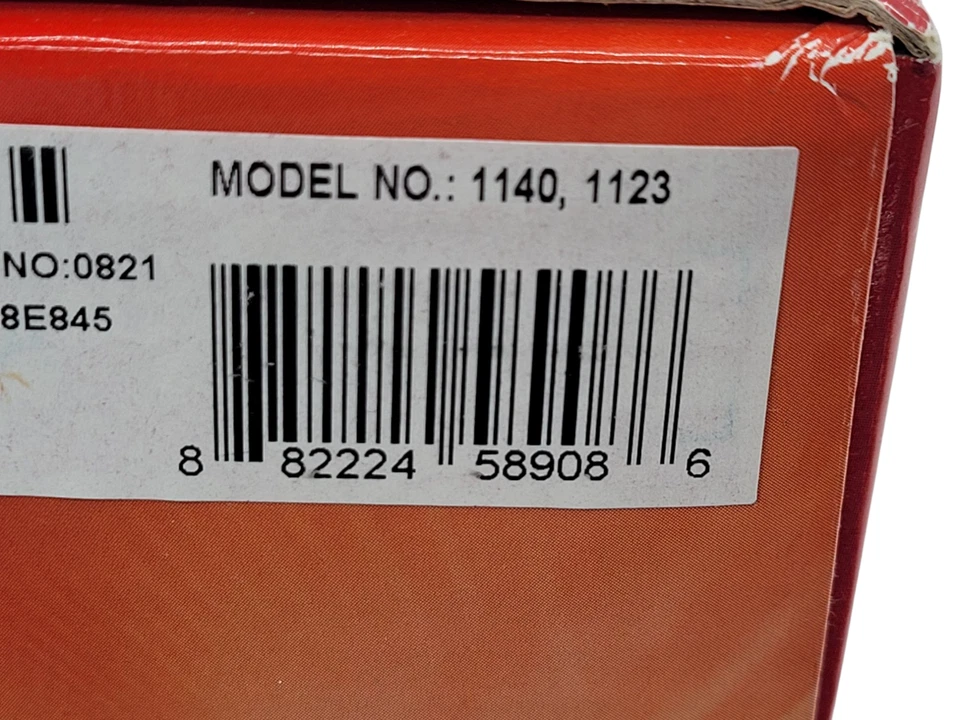 MODEL NO.: 1140, 1123
NO:0821
8E845
8 82224 58908 6